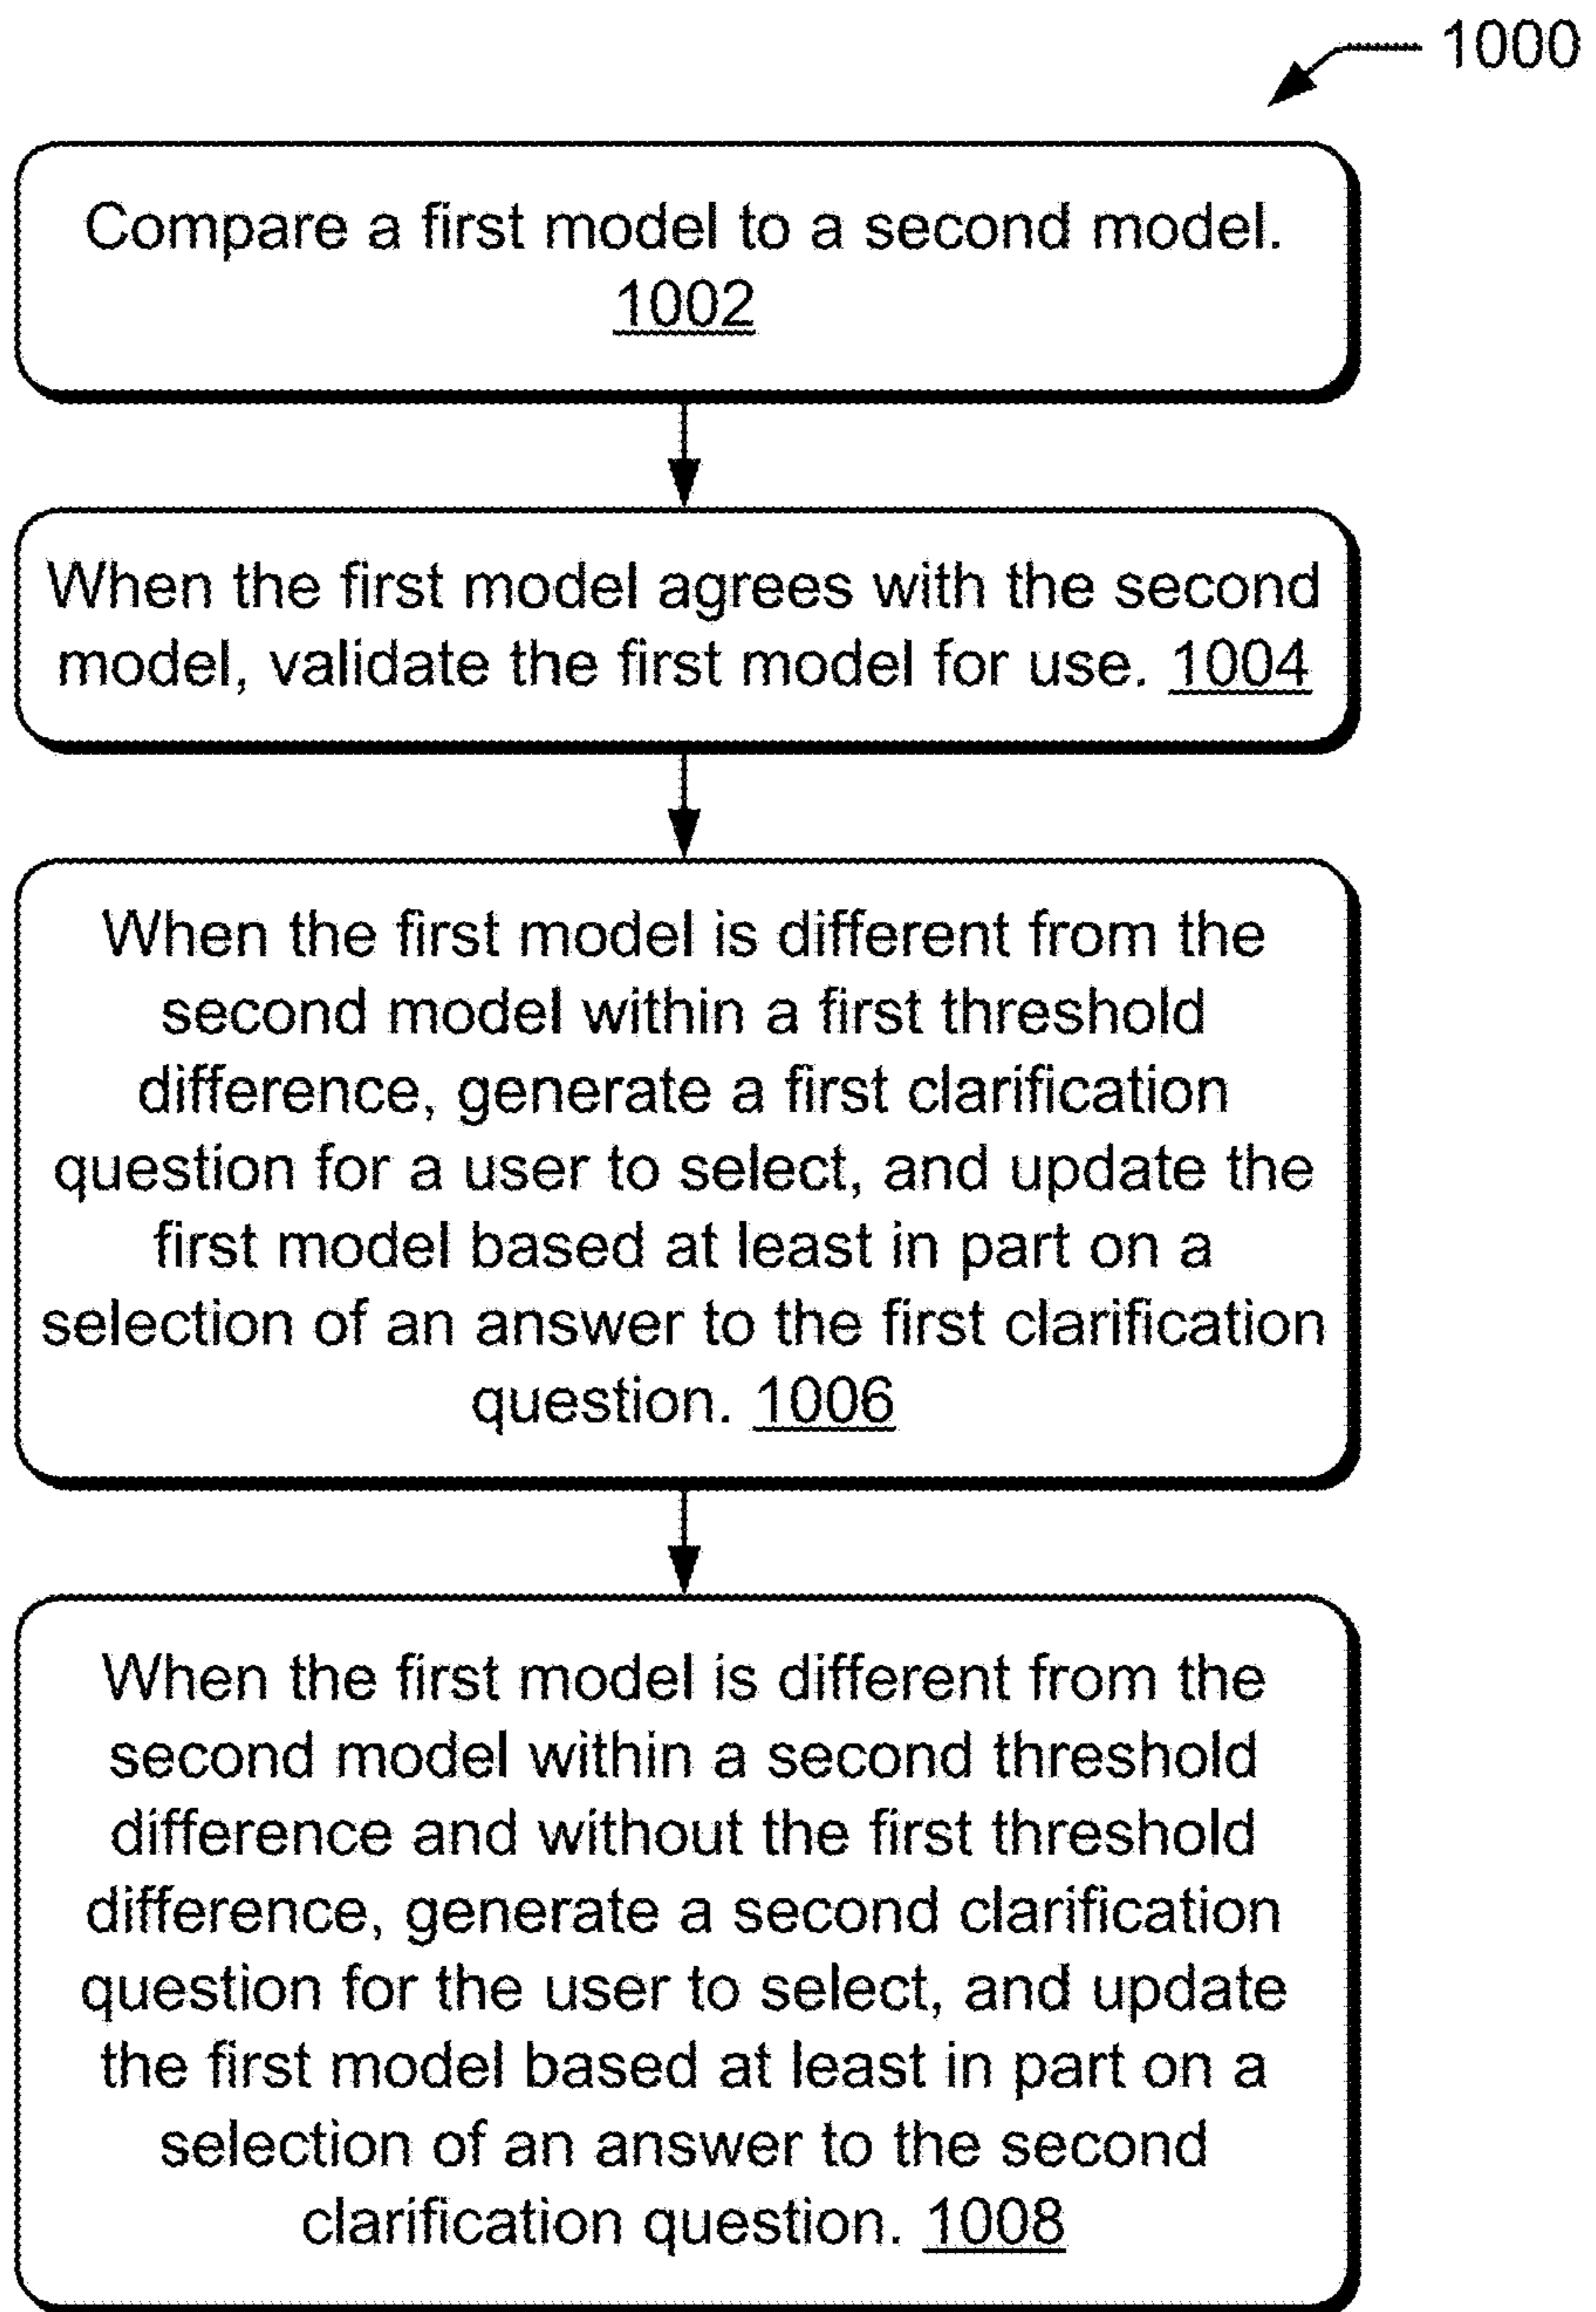 1000
Compare a first model to a second model.
1002
When the first model agrees with the second
model, validate the first model for use. 1004
When the first model is different from the
second model within a first threshold
difference, generate a first clarification
question for a user to select, and update the
first model based at least in part on a
selection of an answer to the first clarification
question. 1006
When the first model is different from the
second model within a second threshold
difference and without the first threshold
difference, generate a second clarification
question for the user to select, and update
the first model based at least in part on a
selection of an answer to the second
clarification question. 1008